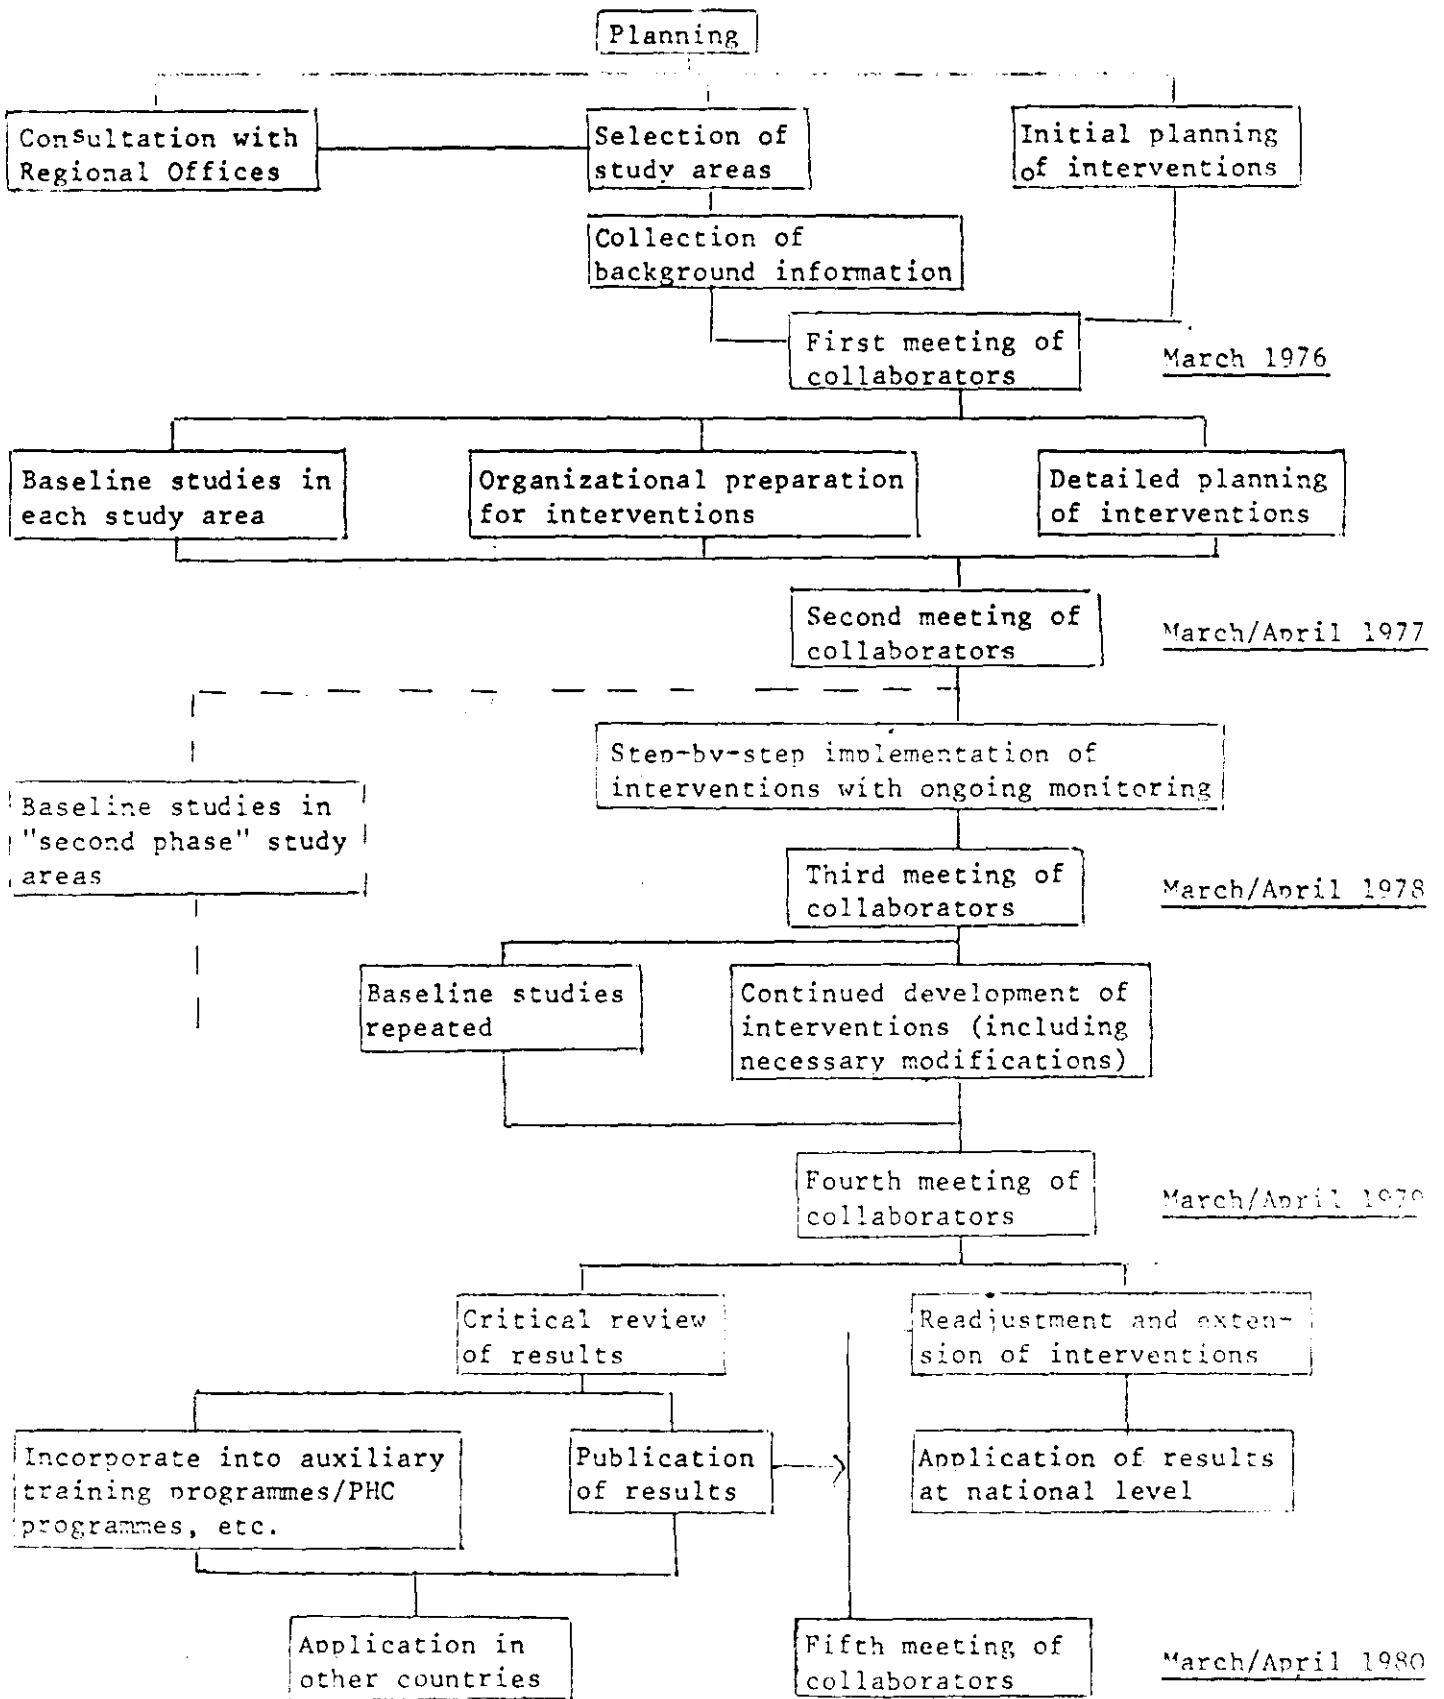 Planning
Consultation with
Regional Offices
Selection of
study areas
Initial planning
of interventions
Collection of
background information
First meeting of
collaborators
March 1976
Baseline studies in
each study area
Organizational preparation
for interventions
Detailed planning
of interventions
Second meeting of
collaborators
March/April 1977
Step-by-step implementation of
interventions with ongoing monitoring
Baseline studies in
"second phase" study
areas
Third meeting of
collaborators
March/April 1978
Baseline studies
repeated
Continued development of
interventions (including
necessary modifications)
Fourth meeting of
collaborators
March/April 1979
Critical review
of results
Readjustment and exten-
sion of interventions
Incorporate into auxiliary
training programmes/PHC
programmes, etc.
Publication
of results
Application of results
at national level
Application in
other countries
Fifth meeting of
collaborators
March/April 1980